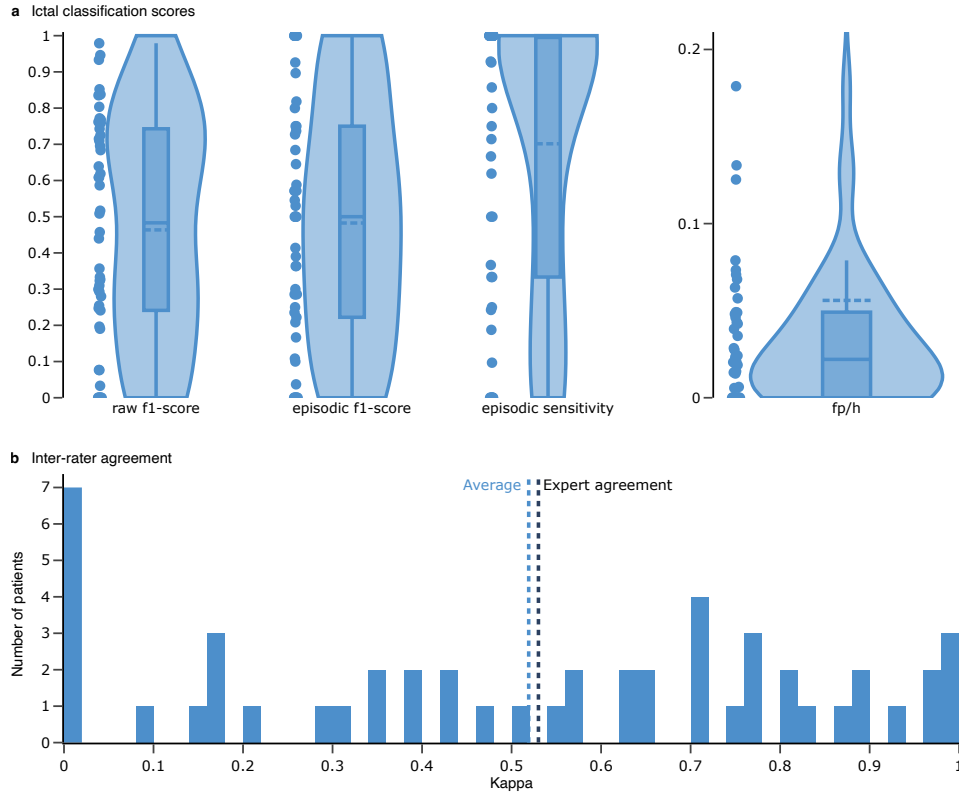 a Ictal classification scores
1
0.9
0.8
0.7
0.6
0.5
0.4
0.3
0.2
0.1
0
0.2
0.1
0
raw f1-score
episodic f1-score
episodic sensitivity
fp/h
b Inter-rater agreement
Average
Expert agreement
Number of patients
7
6
5
4
3
2
1
0
0 0.1 0.2 0.3 0.4 0.5 0.6 0.7 0.8 0.9 1
Kappa